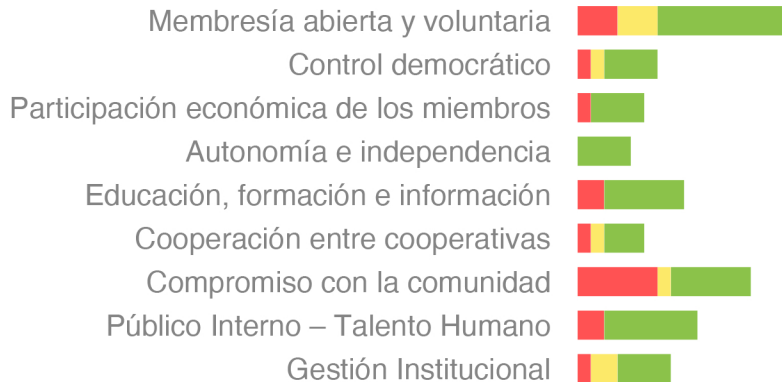 Membresía abierta y voluntaria
Control democrático
Participación económica de los miembros
Autonomía e independencia
Educación, formación e información
Cooperación entre cooperativas
Compromiso con la comunidad
Público Interno – Talento Humano
Gestión Institucional